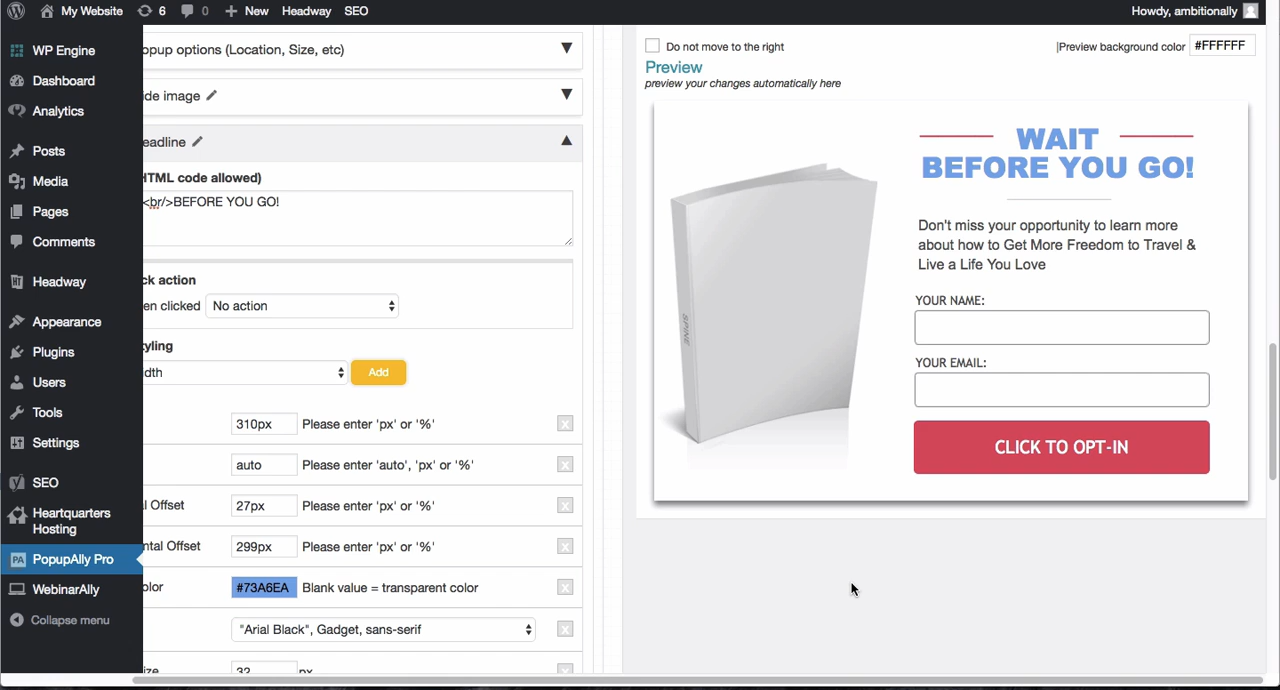 My Website 6 0 New Headway SEO Howdy, ambitionally
WP Engine
Dashboard
Analytics
Posts
Media
Pages
Comments
Headway
Appearance
Plugins
Users
Tools
Settings
SEO
Heartquarters
Hosting
PA PopupAlly Pro
WebinarAlly
Collapse menu
opup options (Location, Size, etc)
ide image
eadline
HTML code allowed)
<br/>BEFORE YOU GO!
ck action
en clicked No action
tyling
idth Add
310px Please enter 'px' or '%' x
auto Please enter 'auto', 'px' or '%' x
l Offset 27px Please enter 'px' or '%' x
ntal Offset 299px Please enter 'px' or '%' x
olor #73A6EA Blank value = transparent color x
"Arial Black", Gadget, sans-serif x
ize 32 px x
Do not move to the right Preview background color #FFFFFF
Preview
preview your changes automatically here
SPINE
WAIT
BEFORE YOU GO!
Don't miss your opportunity to learn more
about how to Get More Freedom to Travel &
Live a Life You Love
YOUR NAME:
YOUR EMAIL:
CLICK TO OPT-IN